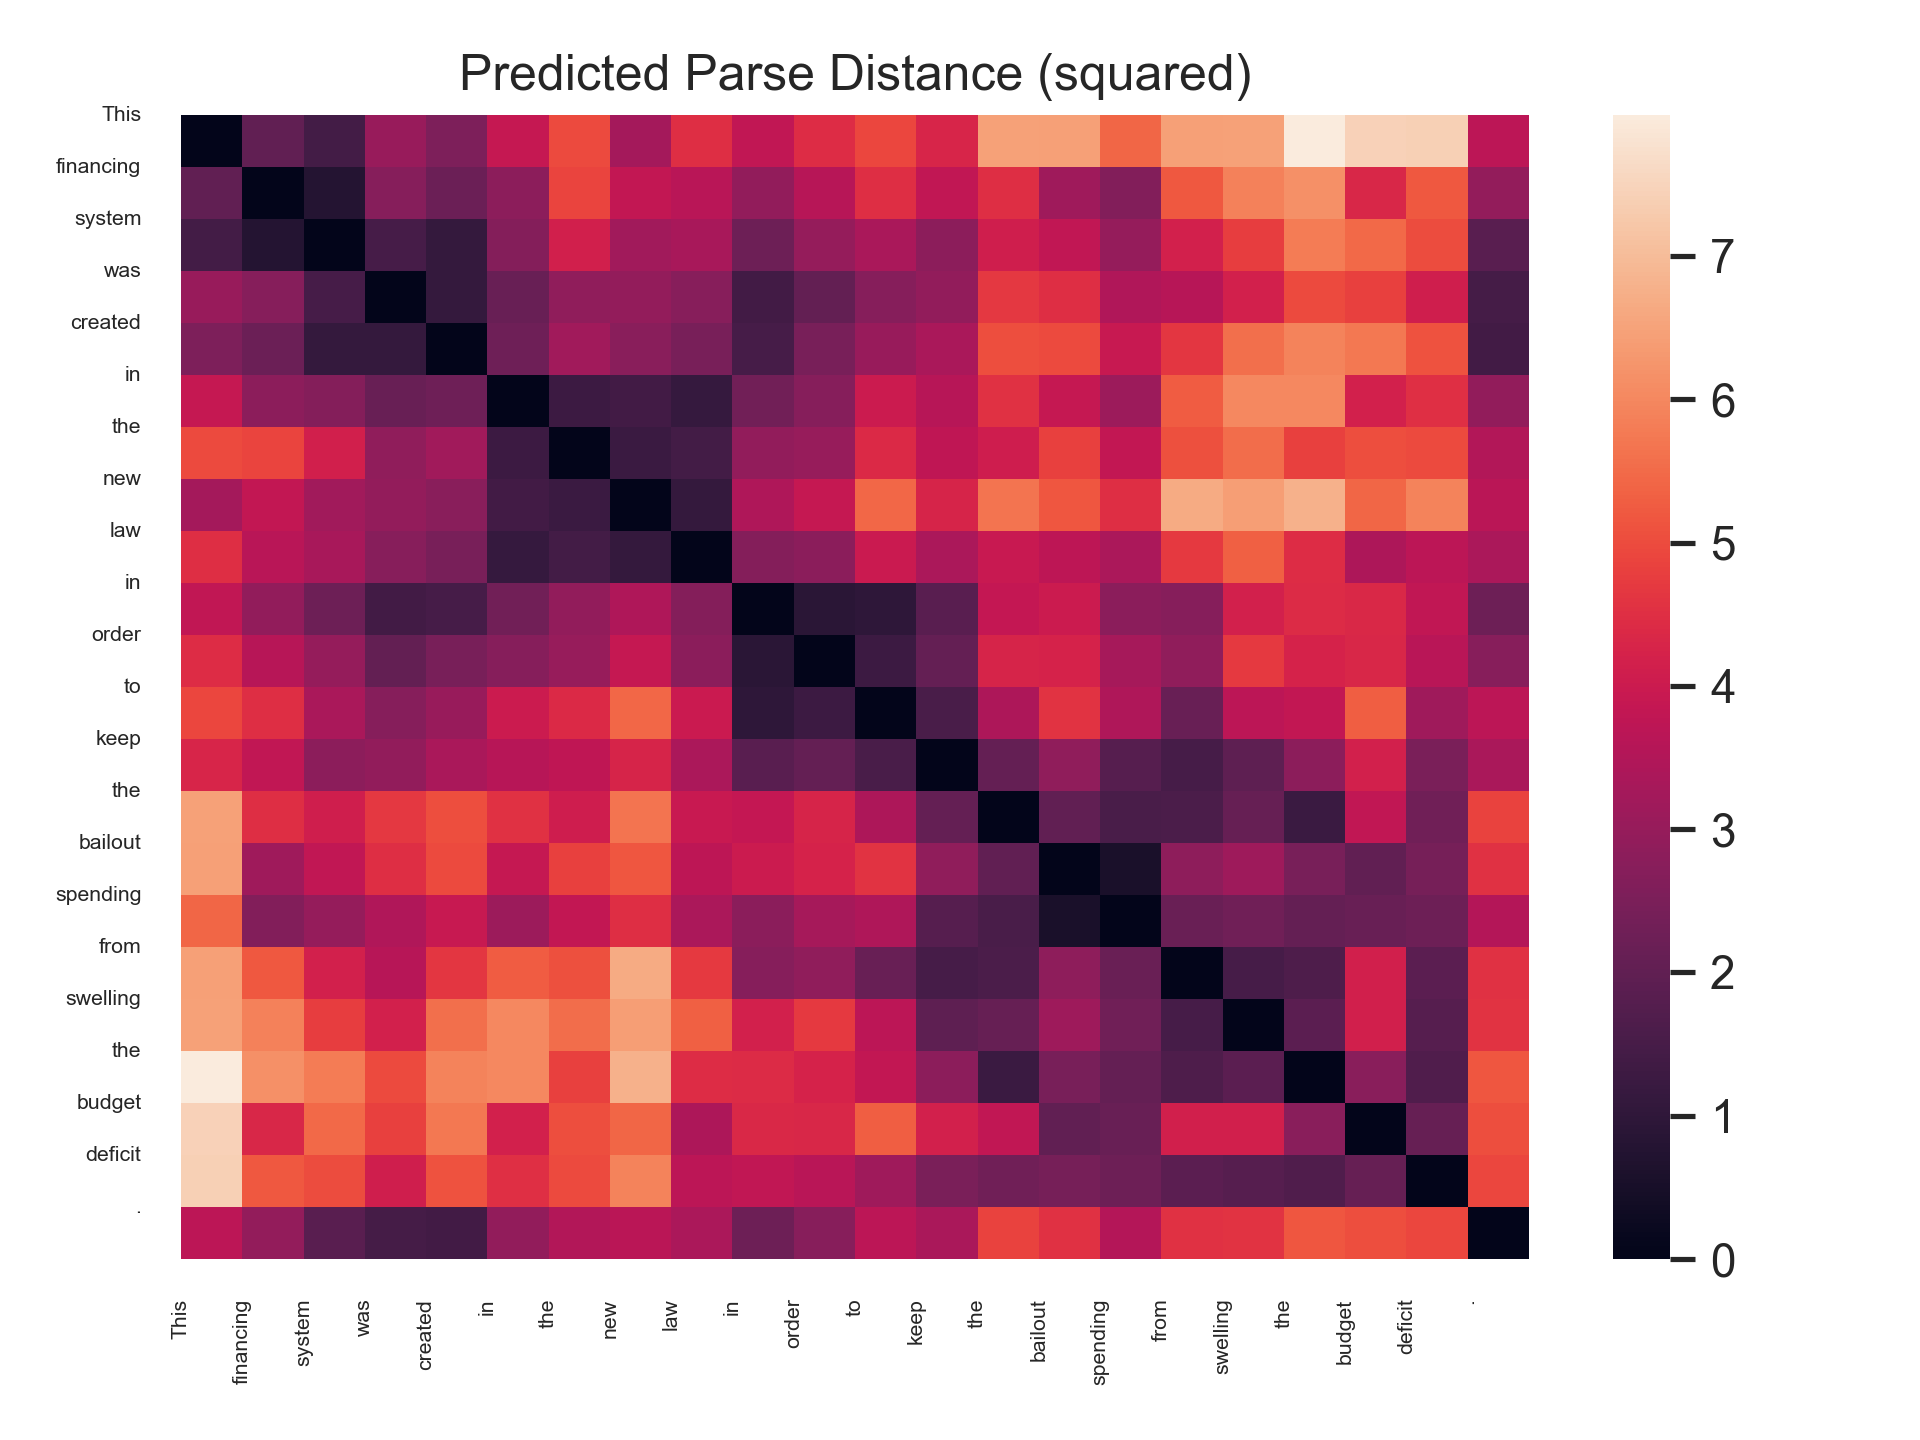 Predicted Parse Distance (squared)
This
financing
system
was
created
in
the
new
law
in
order
to
keep
the
bailout
spending
from
swelling
the
budget
deficit
.
7
6
5
4
3
2
1
0
This
financing
system
was
created
in
the
new
law
in
order
to
keep
the
bailout
spending
from
swelling
the
budget
deficit
.